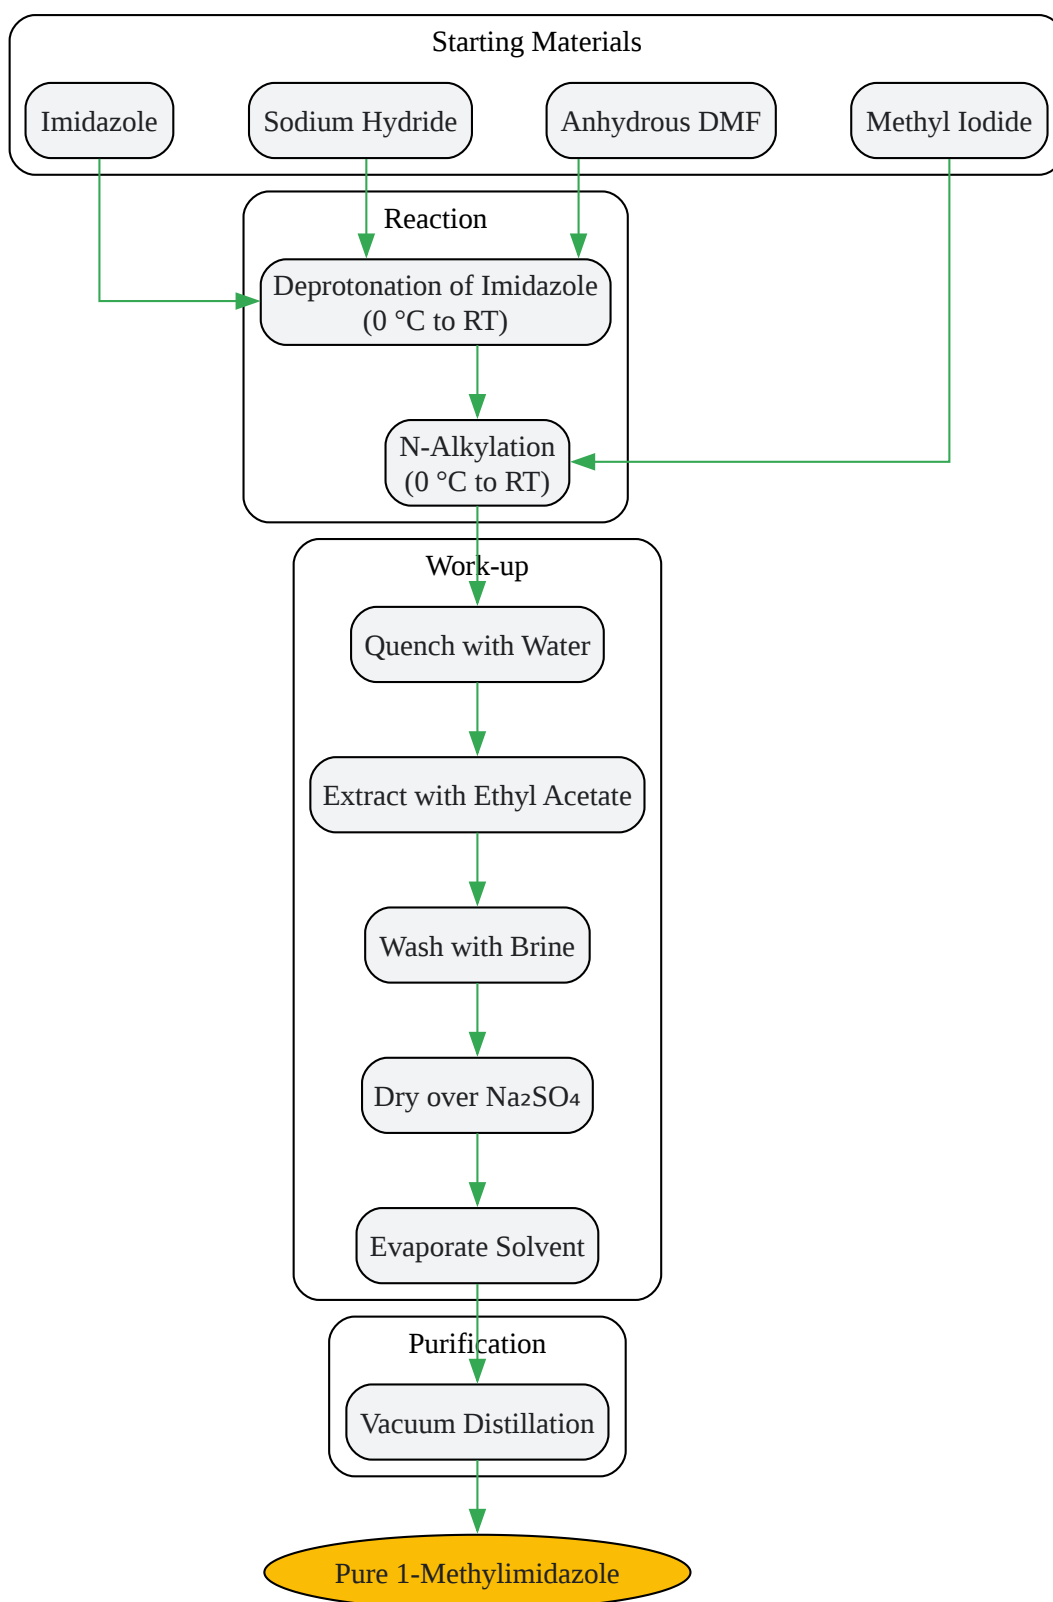 Starting Materials
Imidazole
Sodium Hydride
Anhydrous DMF
Methyl Iodide
Reaction
Deprotonation of Imidazole
(0 °C to RT)
N-Alkylation
(0 °C to RT)
Work-up
Quench with Water
Extract with Ethyl Acetate
Wash with Brine
Dry over Na₂SO₄
Evaporate Solvent
Purification
Vacuum Distillation
Pure 1-Methylimidazole